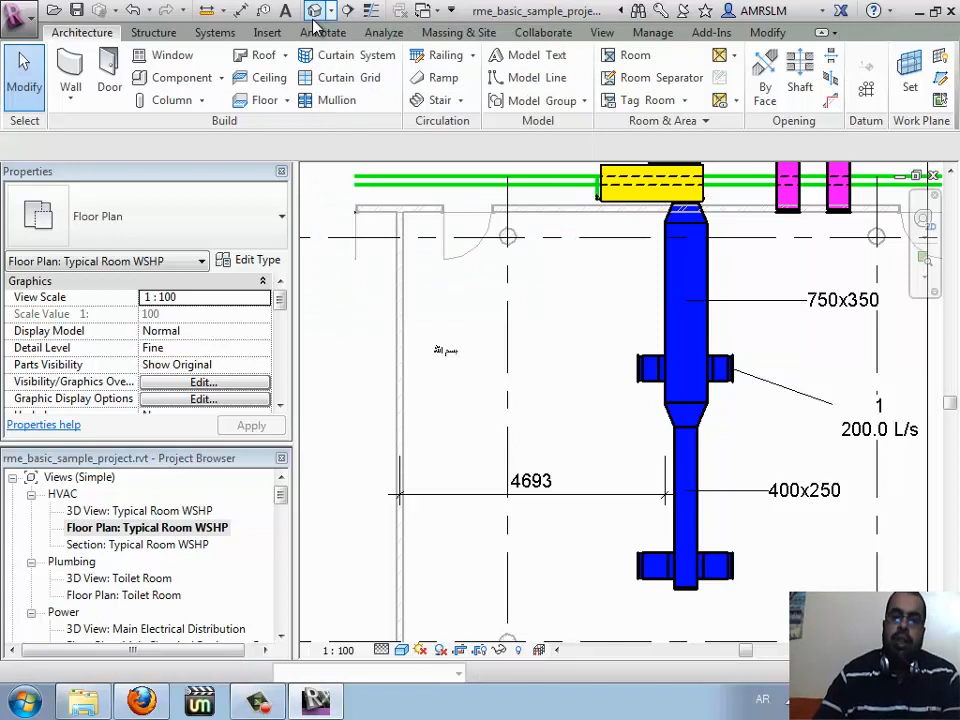 rme_basic_sample_proje...
AMRSLM
Architecture
Structure
Systems
Insert
Annotate
Analyze
Massing & Site
Collaborate
View
Manage
Add-Ins
Modify
Modify
Wall
Door
Window
Component
Column
Roof
Ceiling
Floor
Curtain System
Curtain Grid
Mullion
Railing
Ramp
Stair
Model Text
Model Line
Model Group
Room
Room Separator
Tag Room
By
Face
Shaft
Set
Select
Build
Circulation
Model
Room & Area
Opening
Datum
Work Plane
Properties
Floor Plan
Floor Plan: Typical Room WSHP
Edit Type
Graphics
View Scale
1 : 100
Scale Value 1:
100
Display Model
Normal
Detail Level
Fine
Parts Visibility
Show Original
Visibility/Graphics Ove...
Edit...
Graphic Display Options
Edit...
Properties help
Apply
rme_basic_sample_project.rvt - Project Browser
Views (Simple)
HVAC
3D View: Typical Room WSHP
Floor Plan: Typical Room WSHP
Section: Typical Room WSHP
Plumbing
3D View: Toilet Room
Floor Plan: Toilet Room
Power
3D View: Main Electrical Distribution
750x350
1
200.0 L/s
4693
400x250
2D
1 : 100
AR